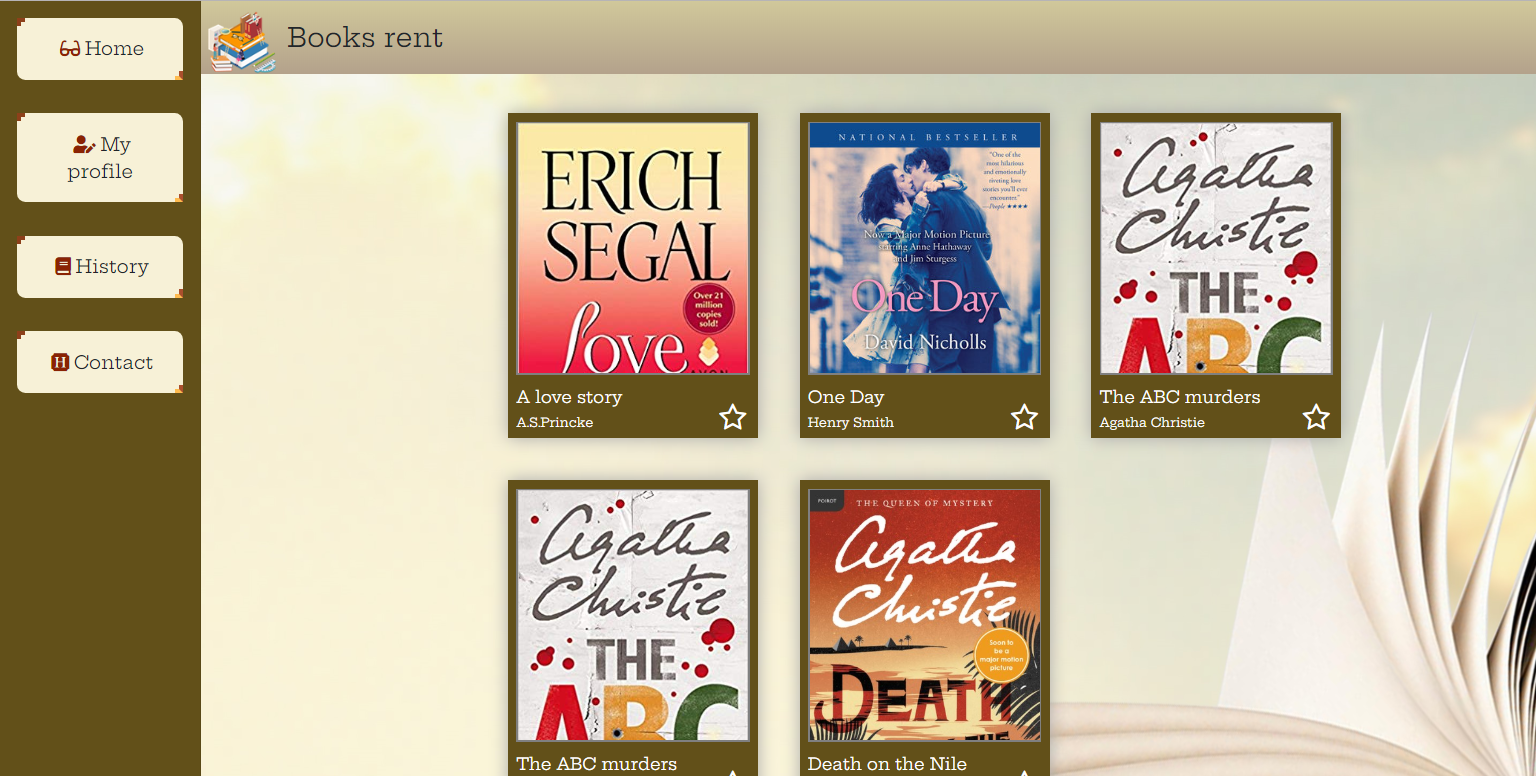 Home
My
profile
History
H Contact
Books rent
ERICH
SEGAL
Over 21
million
copies
sold!
love
A love story
A.S.Princke
NATIONAL BESTSELLER
"One of the
most hilarious
and emotionally
riveting love
stories you'll ever
encounter."
—People ★★★★
Now a Major Motion Picture
starring Anne Hathaway
and Jim Sturgess
One Day
David Nicholls
One Day
Henry Smith
Agatha
Christie
THE
ABC
The ABC murders
Agatha Christie
Agatha
Christie
THE
ABC
The ABC murders
POIROT
THE QUEEN OF MYSTERY
Agatha
Christie
Soon to
be a
major motion
picture
DEATH
Death on the Nile